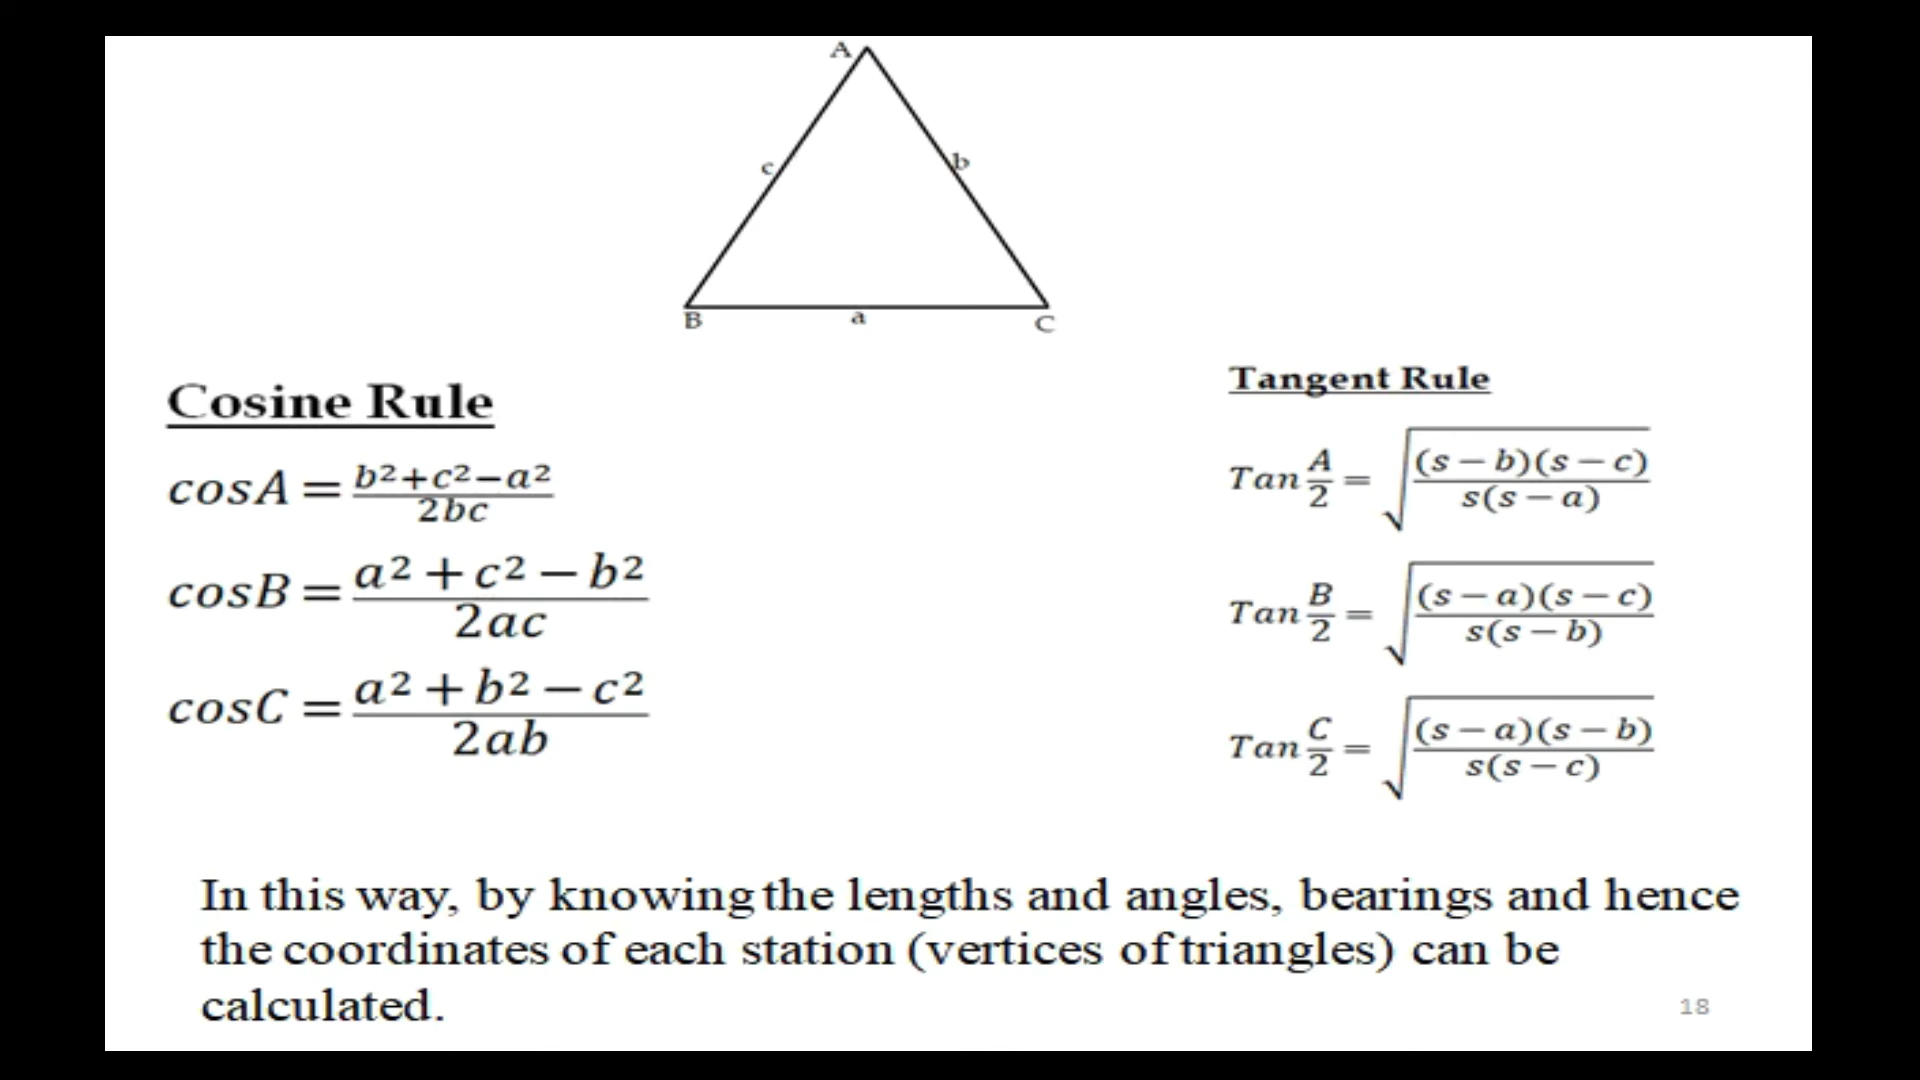 A
c
b
B
a
C
Cosine Rule
cosA = b²+c²−a² / 2bc
cosB = a² + c² − b² / 2ac
cosC = a² + b² − c² / 2ab
Tangent Rule
Tan A/2 = √((s − b)(s − c) / s(s − a))
Tan B/2 = √((s − a)(s − c) / s(s − b))
Tan C/2 = √((s − a)(s − b) / s(s − c))
In this way, by knowing the lengths and angles, bearings and hence
the coordinates of each station (vertices of triangles) can be
calculated.
18